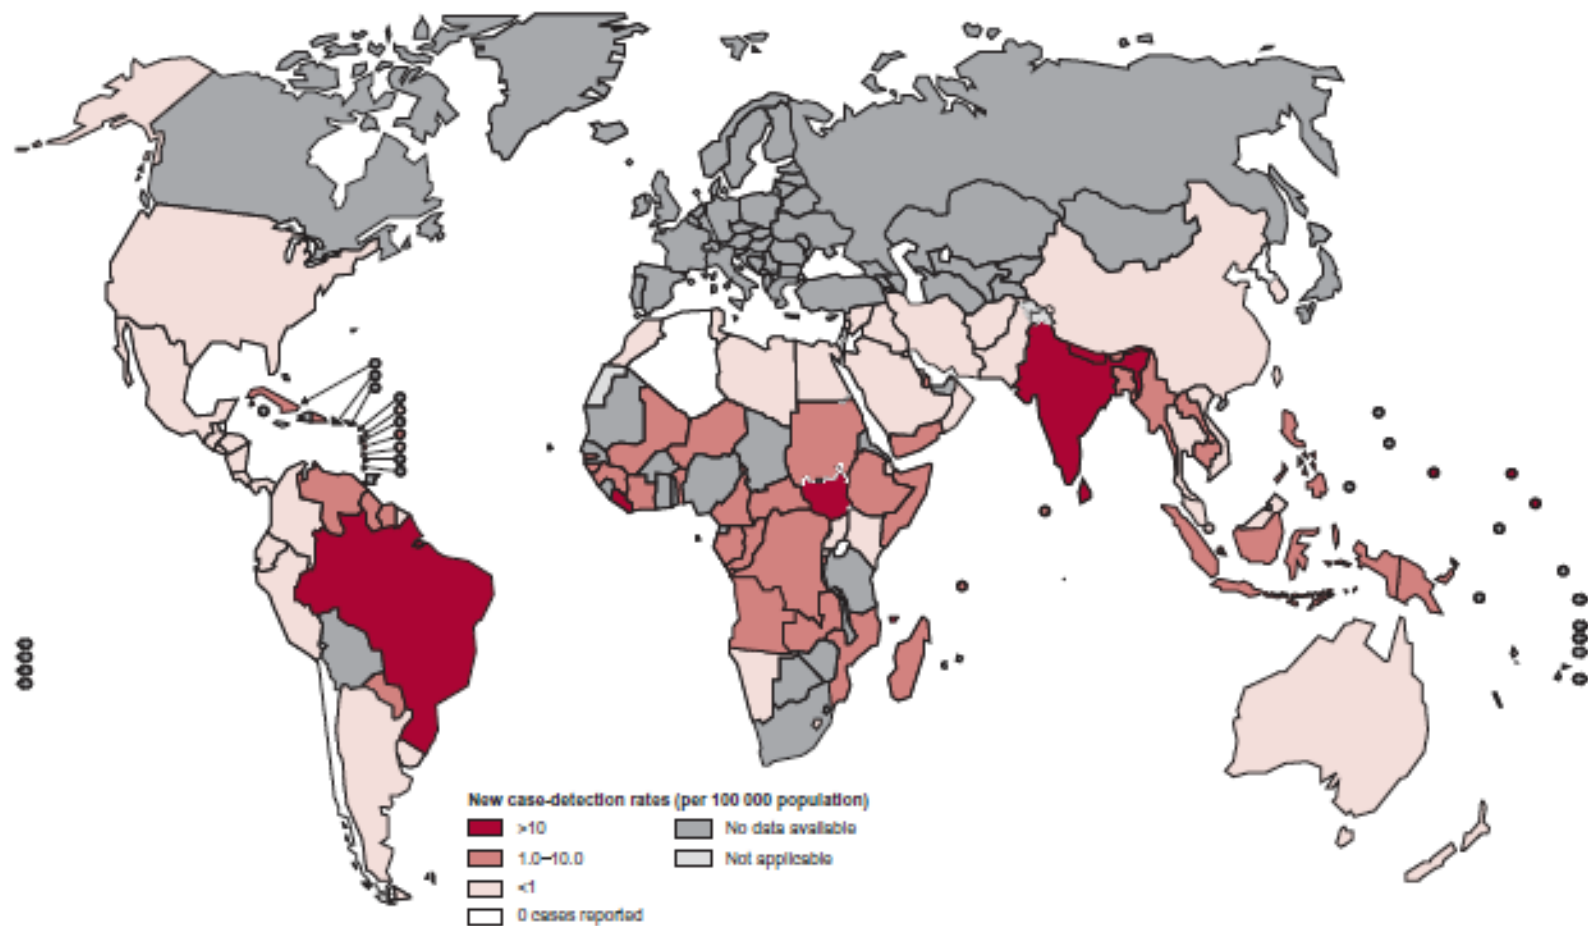 New case-detection rates (per 100 000 population)
>10
1.0–10.0
<1
0 cases reported
No data available
Not applicable